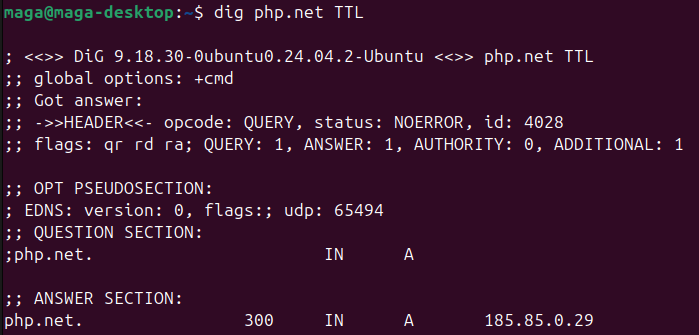 maga@maga-desktop:~$ dig php.net TTL
; <<>> DiG 9.18.30-0ubuntu0.24.04.2-Ubuntu <<>> php.net TTL
;; global options: +cmd
;; Got answer:
;; ->>HEADER<<- opcode: QUERY, status: NOERROR, id: 4028
;; flags: qr rd ra; QUERY: 1, ANSWER: 1, AUTHORITY: 0, ADDITIONAL: 1
;; OPT PSEUDOSECTION:
; EDNS: version: 0, flags:; udp: 65494
;; QUESTION SECTION:
;php.net. IN A
;; ANSWER SECTION:
php.net. 300 IN A 185.85.0.29